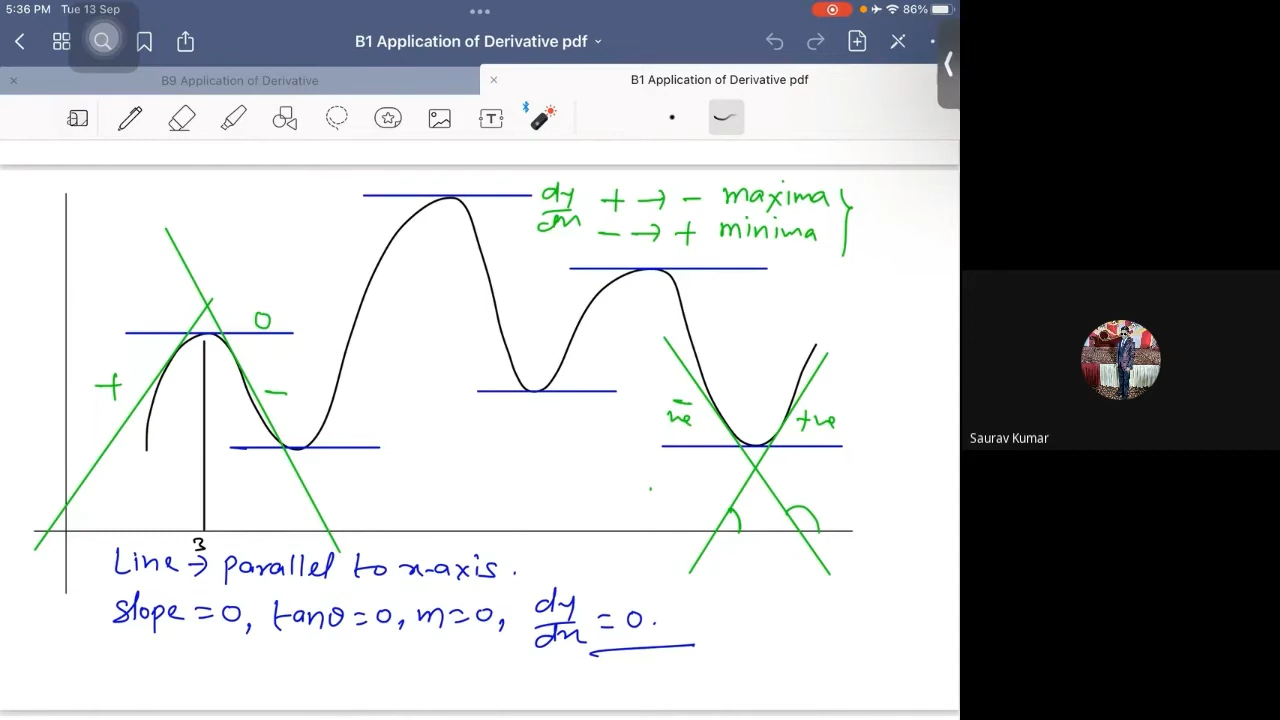 5:36 PM Tue 13 Sep
86%
B1 Application of Derivative pdf
B9 Application of Derivative
B1 Application of Derivative pdf
T
dy/dx + → - maxima
- → + minima
0
+
-
-ve
+ve
3
Line → parallel to x-axis.
Slope = 0, tanθ = 0, m = 0, dy/dx = 0.
Saurav Kumar